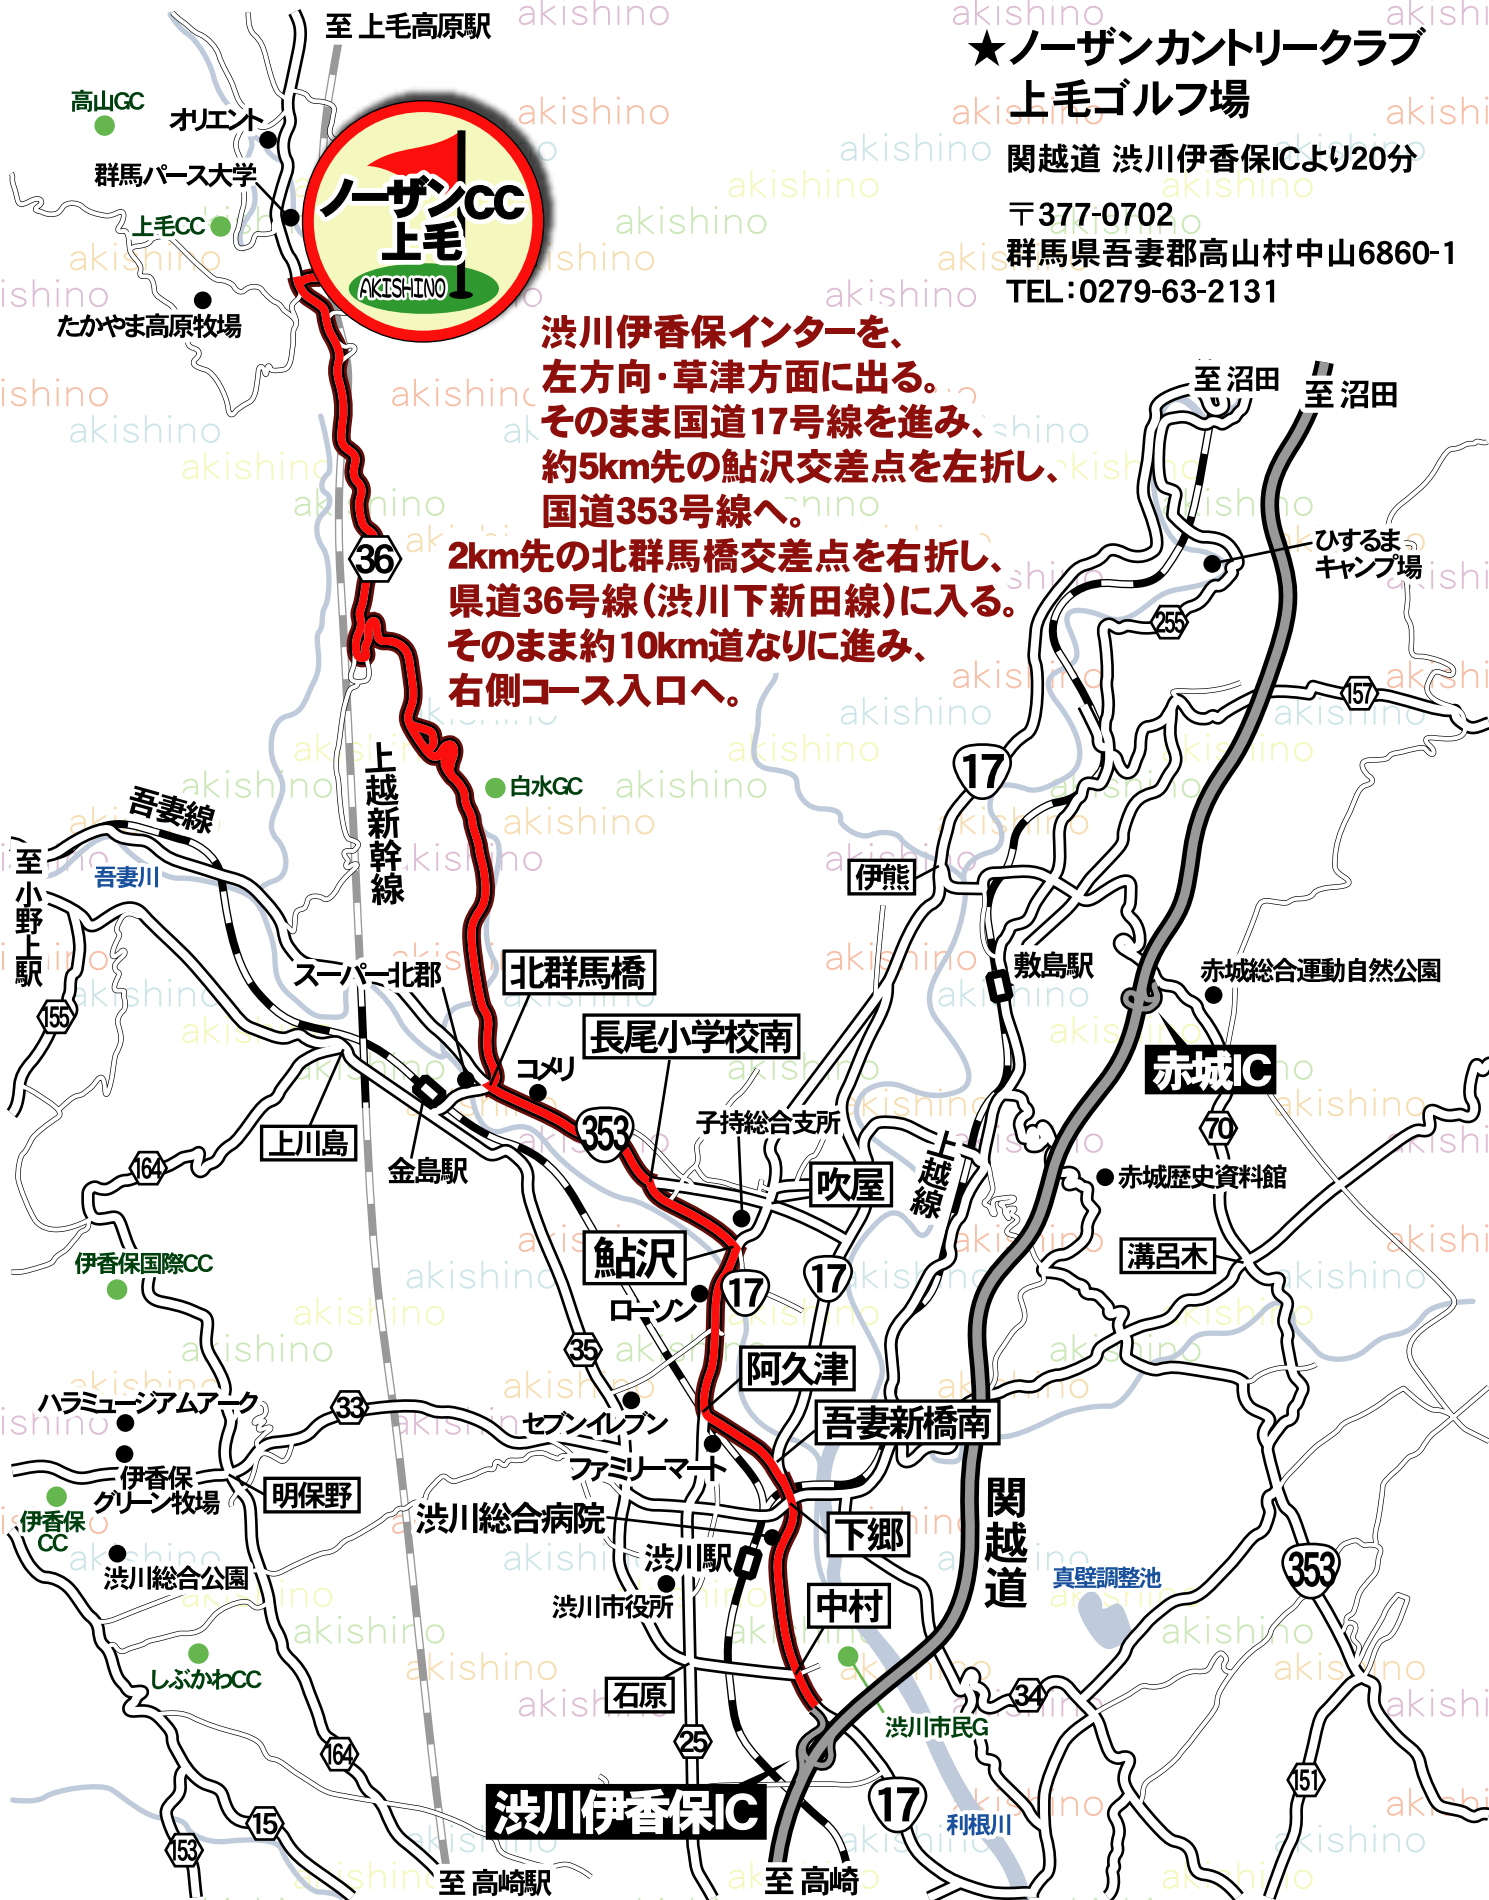 至 上毛高原駅
★ノーザンカントリークラブ
上毛ゴルフ場
関越道 渋川伊香保ICより20分
〒377-0702
群馬県吾妻郡高山村中山6860-1
TEL:0279-63-2131
高山GC
オリエント
群馬パース大学
上毛CC
たかやま高原牧場
ノーザンCC
上毛
AKISHINO
渋川伊香保インターを、
左方向・草津方面に出る。
そのまま国道17号線を進み、
約5km先の鮎沢交差点を左折し、
国道353号線へ。
2km先の北群馬橋交差点を右折し、
県道36号線(渋川下新田線)に入る。
そのまま約10km道なりに進み、
右側コース入口へ。
至 沼田
至 沼田
ひするま
キャンプ場
36
255
157
17
上越新幹線
白水GC
吾妻線
吾妻川
至小野上駅
伊熊
スーパー北郡
北群馬橋
敷島駅
赤城総合運動自然公園
155
長尾小学校南
コメリ
赤城IC
353
子持総合支所
70
上川島
金島駅
164
吹屋
上越線
赤城歴史資料館
鮎沢
溝呂木
伊香保国際CC
17
17
ローソン
35
阿久津
ハラミュージアムアーク
33
セブンイレブン
吾妻新橋南
伊香保
グリーン牧場
ファミリーマート
明保野
伊香保
CC
渋川総合病院
下郷
関越道
渋川総合公園
渋川駅
渋川市役所
353
真壁調整池
中村
しぶかわCC
石原
渋川市民G
34
25
164
151
渋川伊香保IC
17
利根川
15
153
至 高崎駅
至 高崎